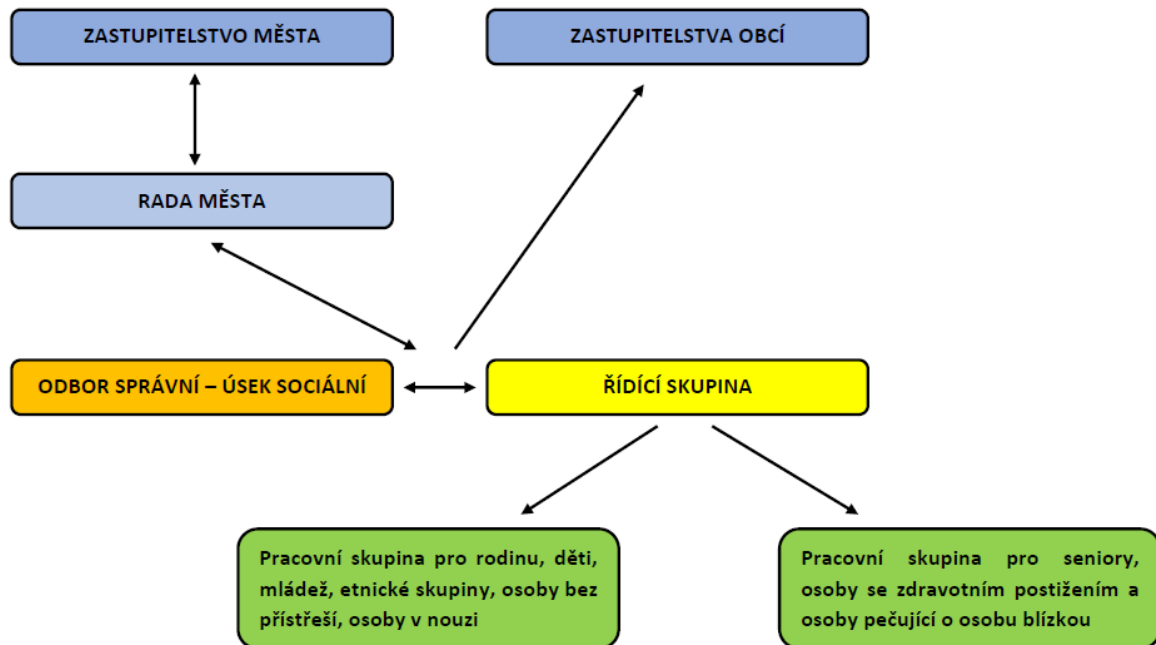 ZASTUPITELSTVO MĚSTA
ZASTUPITELSTVA OBCÍ
RADA MĚSTA
ODBOR SPRÁVNÍ – ÚSEK SOCIÁLNÍ
ŘÍDÍCÍ SKUPINA
Pracovní skupina pro rodinu, děti,
mládež, etnické skupiny, osoby bez
přístřeší, osoby v nouzi
Pracovní skupina pro seniory,
osoby se zdravotním postižením a
osoby pečující o osobu blízkou